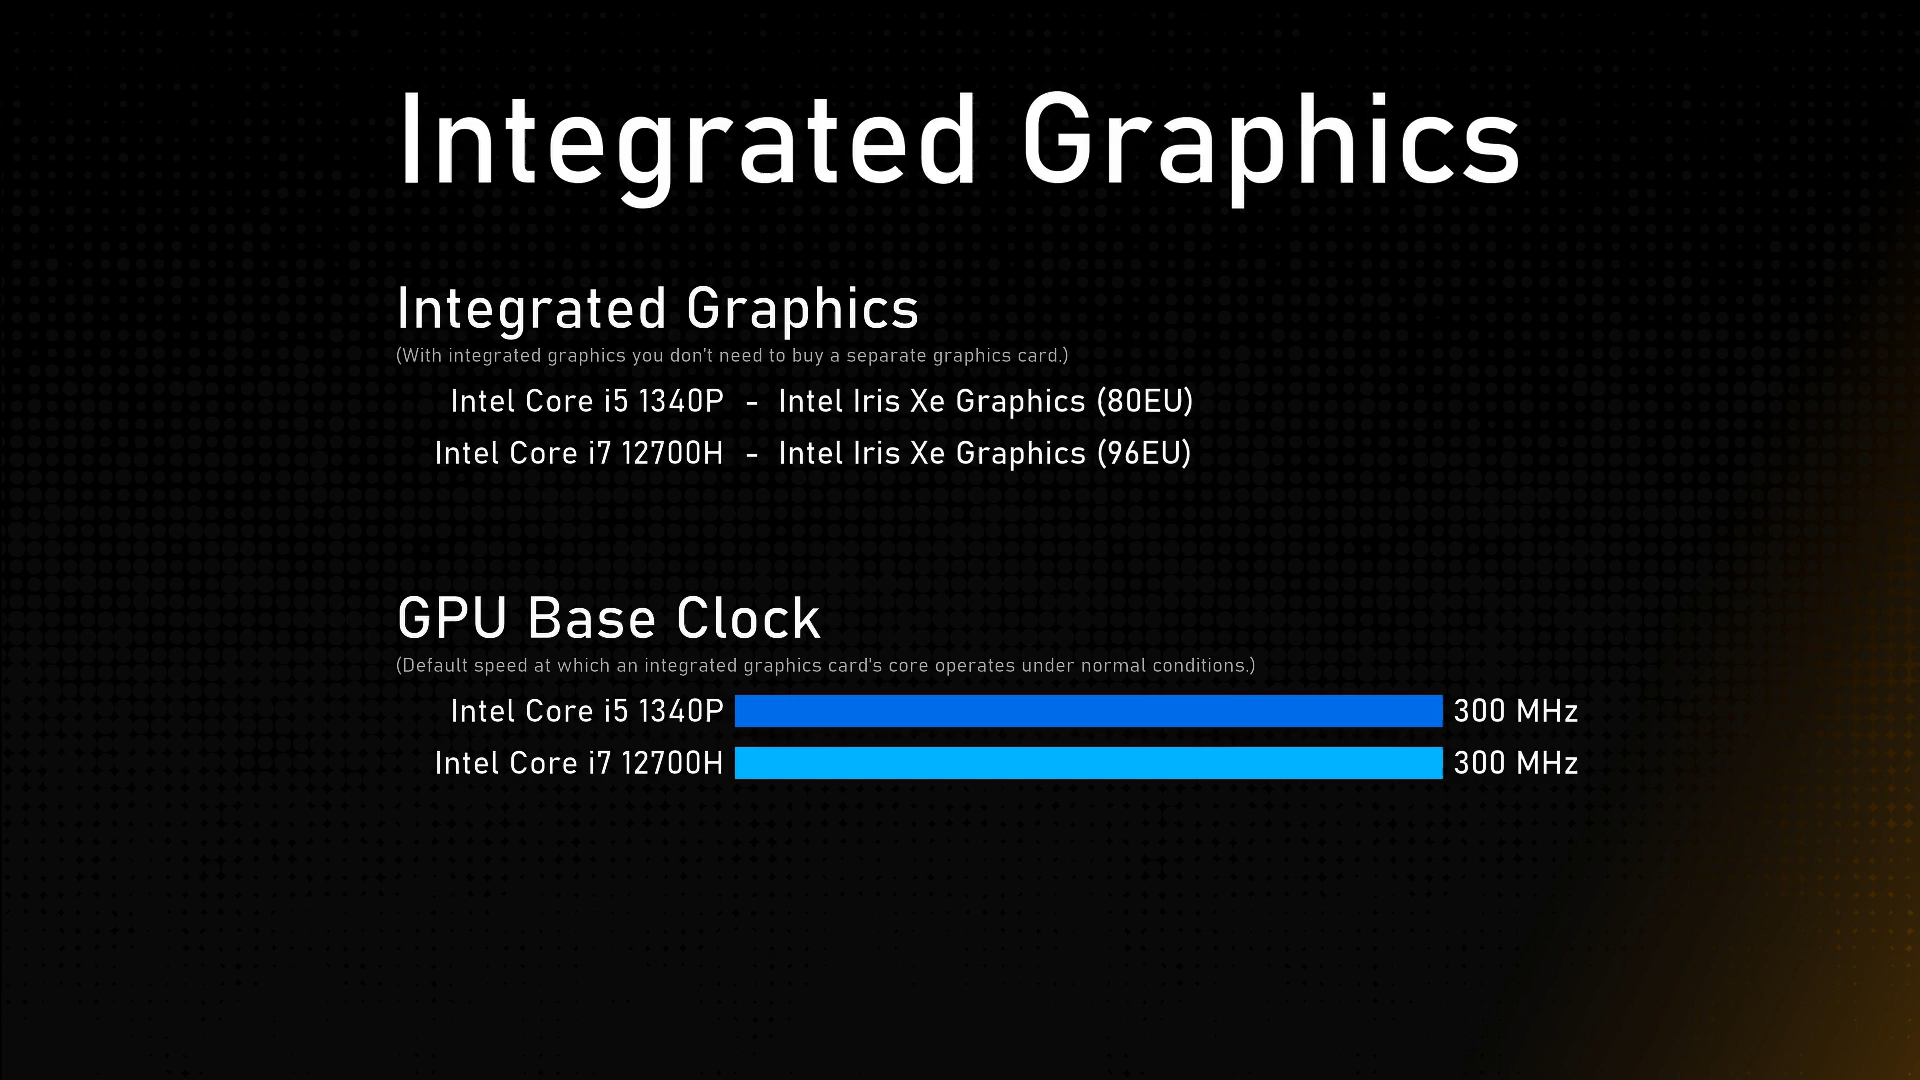 Integrated Graphics
Integrated Graphics
(With integrated graphics you don't need to buy a separate graphics card.)
Intel Core i5 1340P - Intel Iris Xe Graphics (80EU)
Intel Core i7 12700H - Intel Iris Xe Graphics (96EU)
GPU Base Clock
(Default speed at which an integrated graphics card's core operates under normal conditions.)
Intel Core i5 1340P 300 MHz
Intel Core i7 12700H 300 MHz